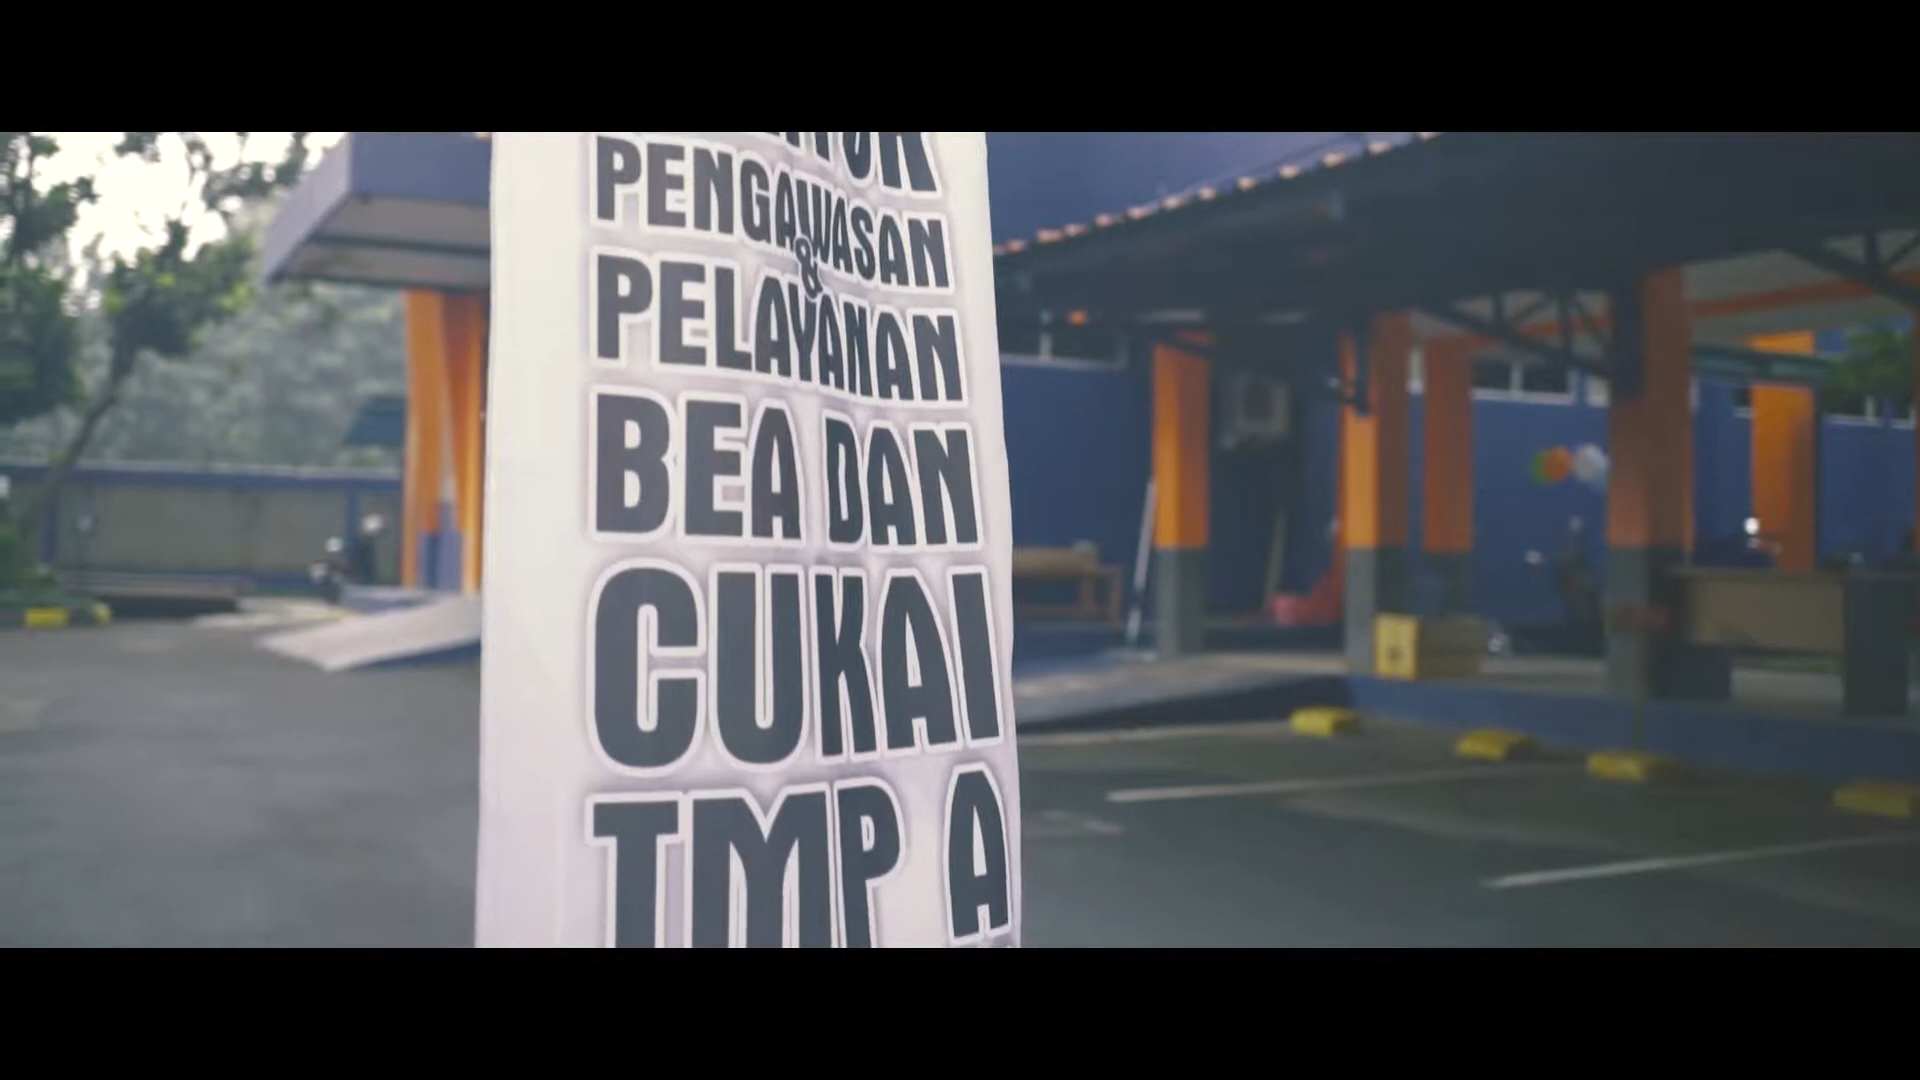 PENGAWASAN
&
PELAYANAN
BEA DAN
CUKAI
TMP A